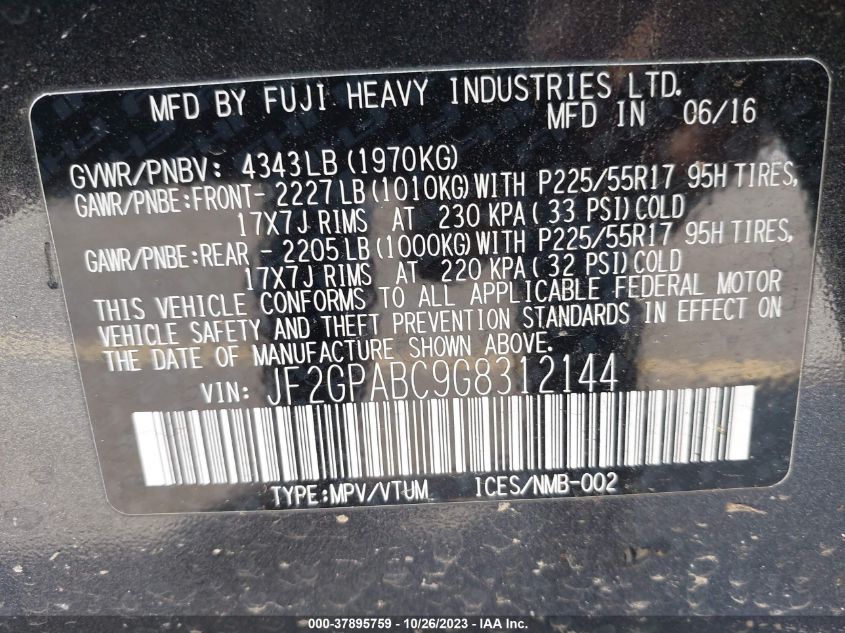 MFD BY FUJI HEAVY INDUSTRIES LTD.
MFD IN 06/16
GVWR/PNBV: 4343LB (1970KG)
GAWR/PNBE:FRONT- 2227LB(1010KG)WITH P225/55R17 95H TIRES,
17X7J RIMS AT 230 KPA( 33 PSI)COLD
GAWR/PNBE:REAR - 2205LB(1000KG)WITH P225/55R17 95H TIRES,
17X7J RIMS AT 220 KPA( 32 PSI)COLD
THIS VEHICLE CONFORMS TO ALL APPLICABLE FEDERAL MOTOR
VEHICLE SAFETY AND THEFT PREVENTION STANDARDS IN EFFECT ON
THE DATE OF MANUFACTURE SHOWN ABOVE.
VIN: JF2GPABC9G8312144
TYPE:MPV/VTUM ICES/NMB-002
000-37895759 - 10/26/2023 - © COPYRIGHT - IAA, LLC.